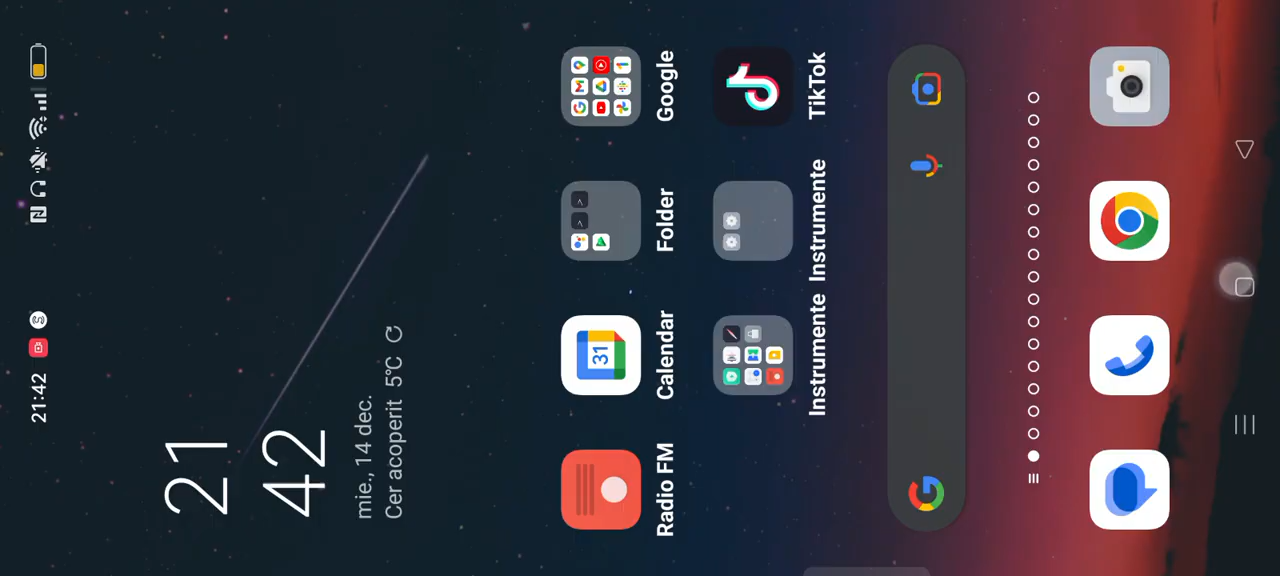 21:42
21
42
mie., 14 dec.
Cer acoperit 5°C
Radio FM
Calendar
Folder
Google
Instrumente
Instrumente
TikTok